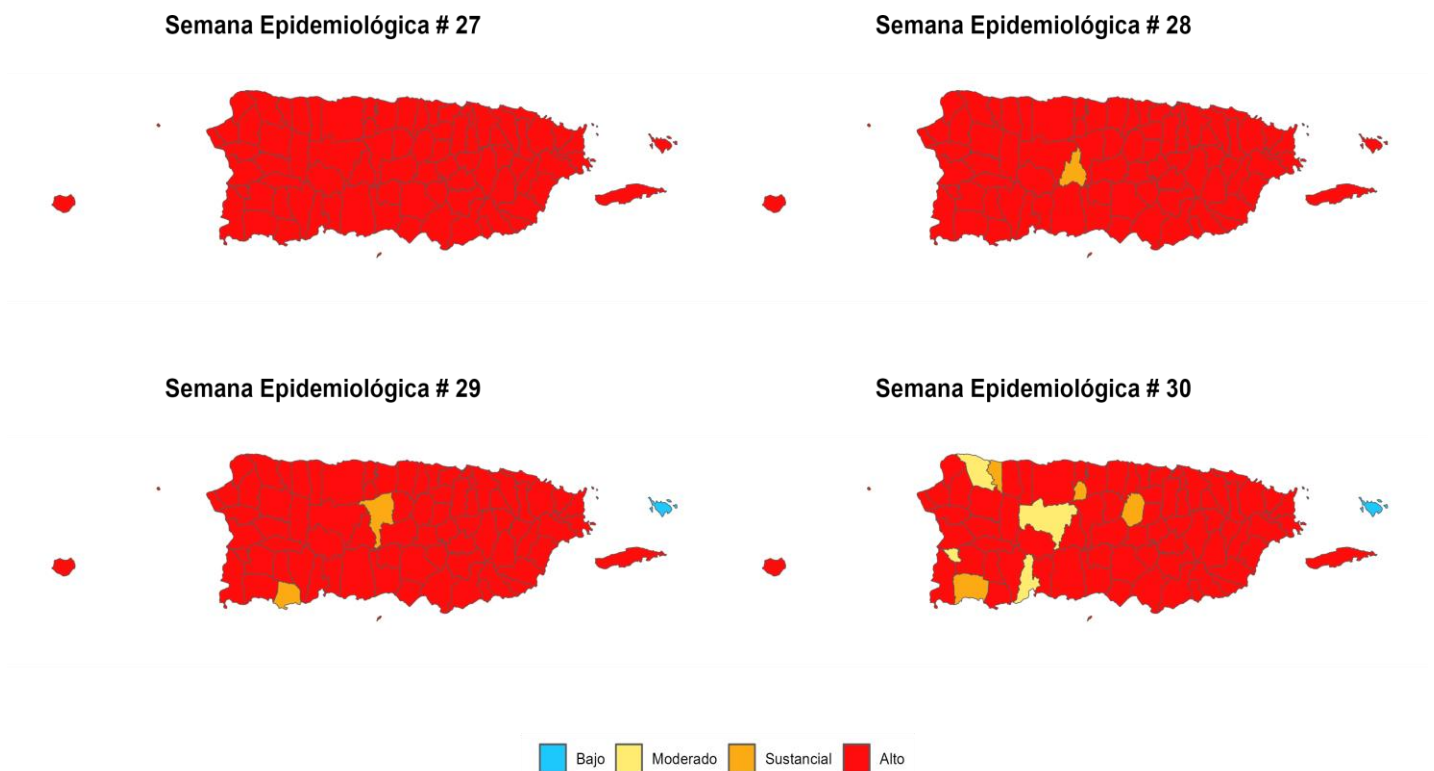 Semana Epidemiológica # 27
Semana Epidemiológica # 28
Semana Epidemiológica # 29
Semana Epidemiológica # 30
Bajo Moderado Sustancial Alto